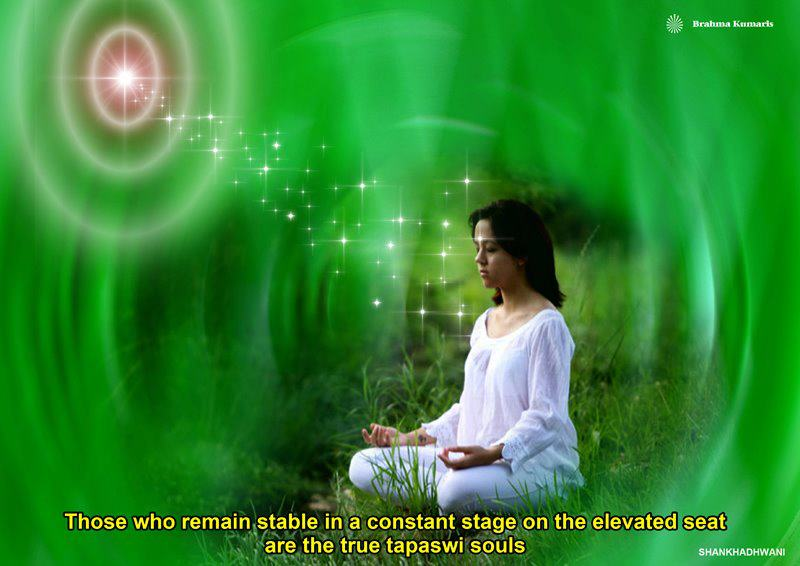 Brahma Kumaris
Those who remain stable in a constant stage on the elevated seat
are the true tapaswi souls
SHANKHADHWANI